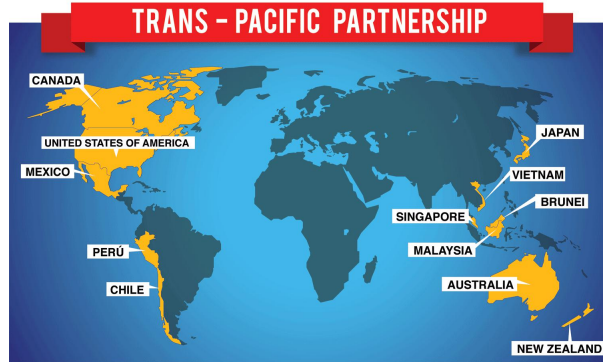 TRANS - PACIFIC PARTNERSHIP
CANADA
UNITED STATES OF AMERICA
MEXICO
PERÚ
CHILE
JAPAN
VIETNAM
BRUNEI
SINGAPORE
MALAYSIA
AUSTRALIA
NEW ZEALAND